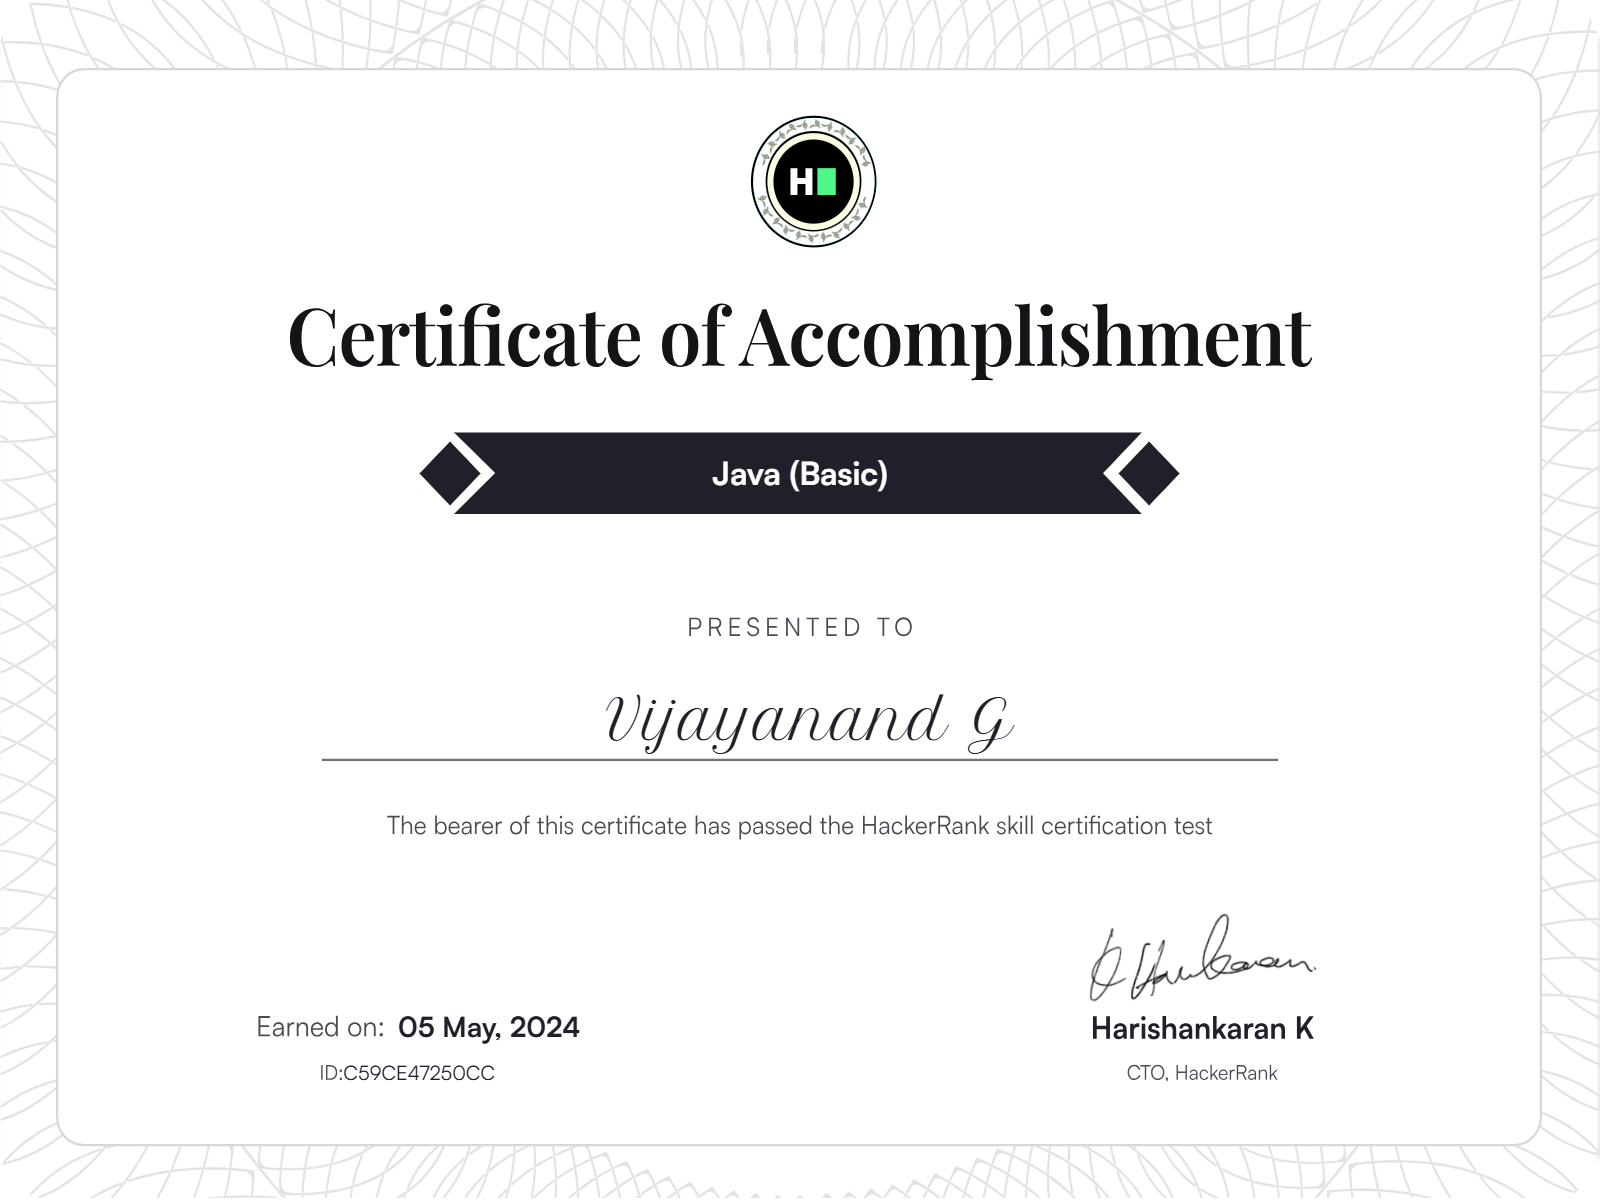 H
Certificate of Accomplishment
Java (Basic)
PRESENTED TO
Vijayanand G
The bearer of this certificate has passed the HackerRank skill certification test
Earned on: 05 May, 2024
ID:C59CE47250CC
Harishankaran K
CTO, HackerRank